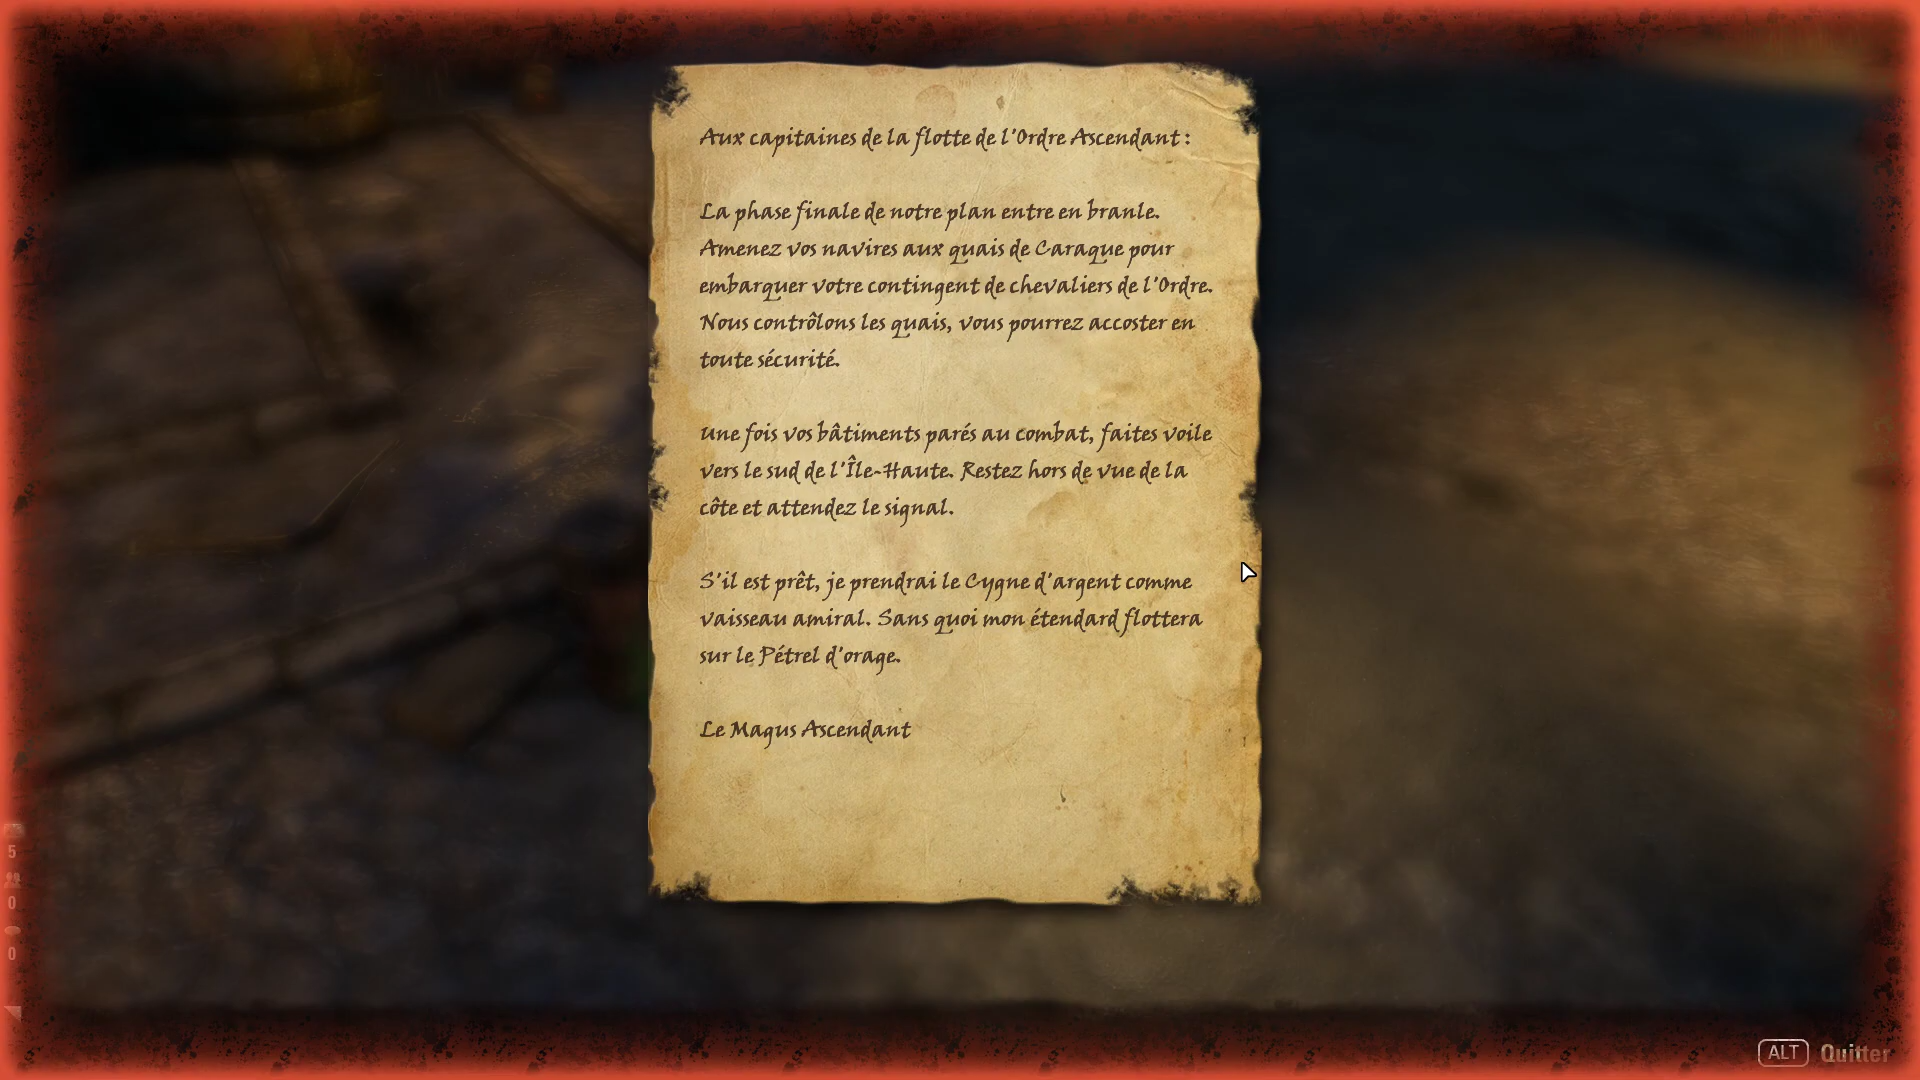 Aux capitaines de la flotte de l'Ordre Ascendant :
La phase finale de notre plan entre en branle.
Amenez vos navires aux quais de Caraque pour
embarquer votre contingent de chevaliers de l'Ordre.
Nous contrôlons les quais, vous pourrez accoster en
toute sécurité.
Une fois vos bâtiments parés au combat, faites voile
vers le sud de l'Île-Haute. Restez hors de vue de la
côte et attendez le signal.
S'il est prêt, je prendrai le Cygne d'argent comme
vaisseau amiral. Sans quoi mon étendard flottera
sur le Pétrel d'orage.
Le Magus Ascendant
5
0
0
ALT Quitter